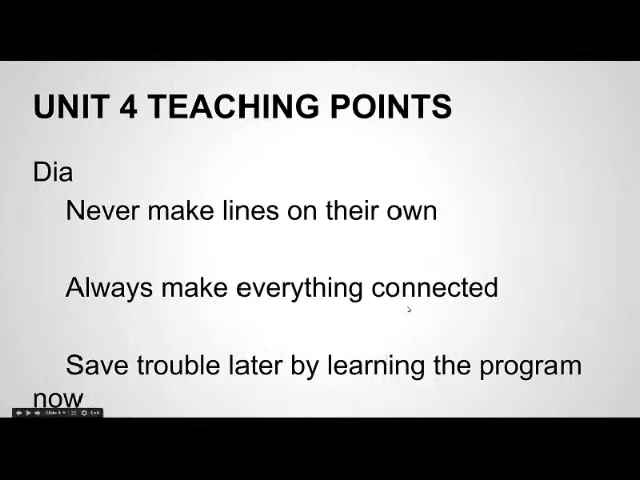 UNIT 4 TEACHING POINTS
Dia
Never make lines on their own
Always make everything connected
Save trouble later by learning the program
now